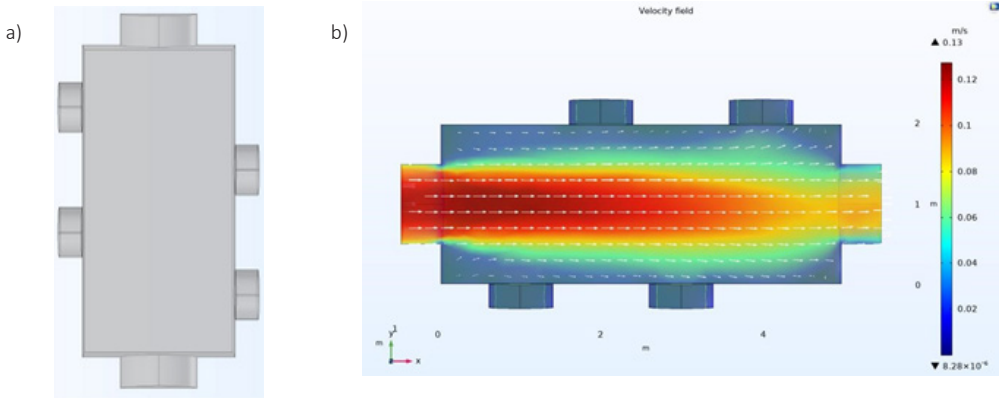 a)
b)
Velocity field
m/s
▲ 0.13
0.12
0.1
0.08
0.06
0.04
0.02
▼ 8.28×10⁻⁶
2
1
m
0
0
2
4
m
1
y
m
x